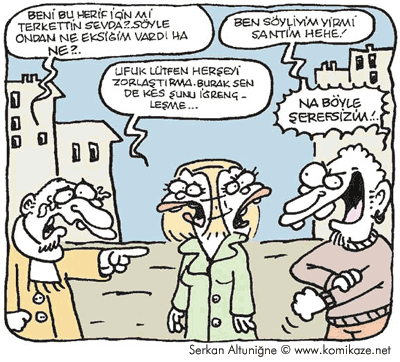 BENİ BU HERİF İÇİN Mİ
TERKETTİN SEVDA?.SÖYLE
ONDAN NE EKSİĞİM VARDI HA
NE?.
BEN SÖYLİYİM YİRMİ
SANTİM HEHE!
UFUK LÜTFEN HERŞEYİ
ZORLAŞTIRMA. BURAK SEN
DE KES ŞUNU İĞRENÇ-
LEŞME...
NA BÖYLE
ŞEREFSİZİM!.
Serkan Altuniğne © www.komikaze.net